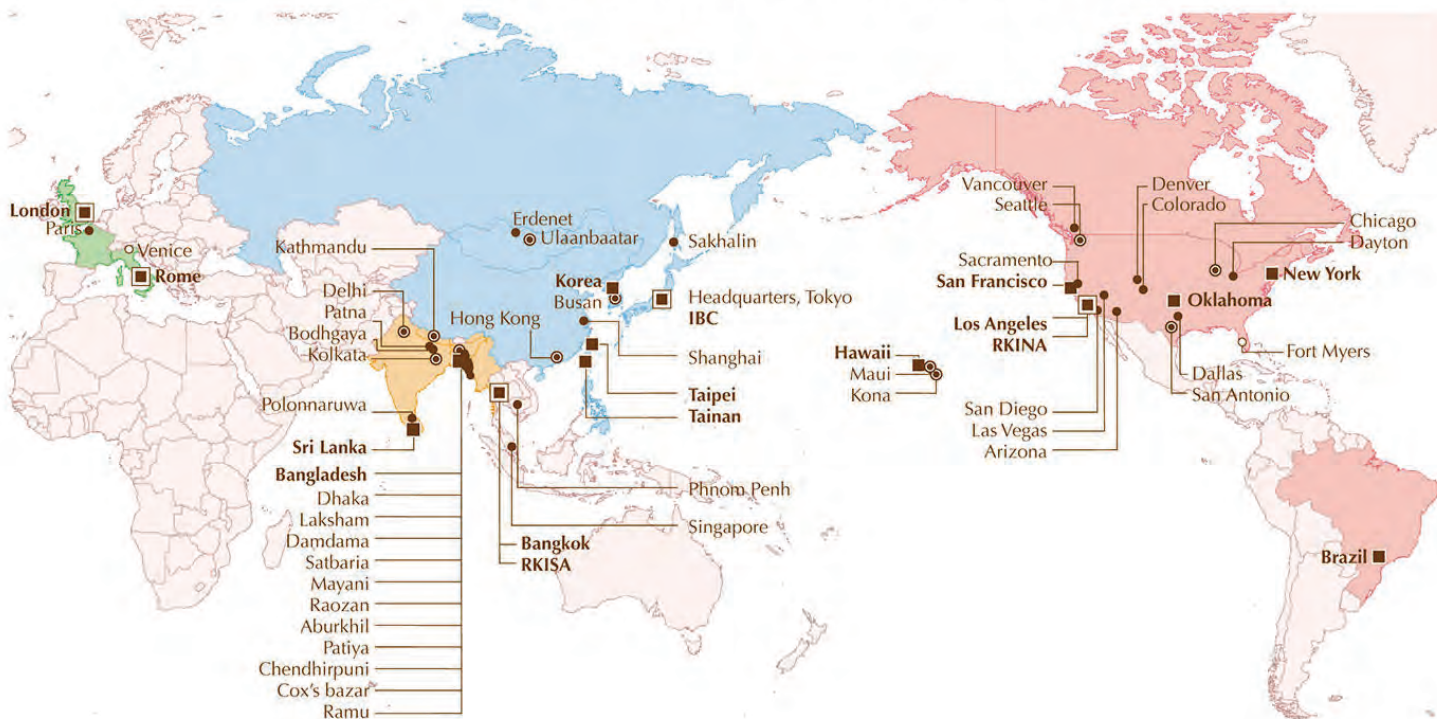 London
Paris
Venice
Rome
Kathmandu
Delhi
Patna
Bodhgaya
Kolkata
Polonnaruwa
Sri Lanka
Bangladesh
Dhaka
Laksham
Damdama
Satbaria
Mayani
Raozan
Aburkhil
Patiya
Chendhirpuni
Cox's bazar
Ramu
Erdenet
Ulaanbaatar
Sakhalin
Korea
Busan
Headquarters, Tokyo
IBC
Hong Kong
Shanghai
Taipei
Tainan
Phnom Penh
Singapore
Bangkok
RKISA
Hawaii
Maui
Kona
Vancouver
Seattle
Sacramento
San Francisco
Los Angeles
RKINA
San Diego
Las Vegas
Arizona
Denver
Colorado
Chicago
Dayton
New York
Oklahoma
Fort Myers
Dallas
San Antonio
Brazil